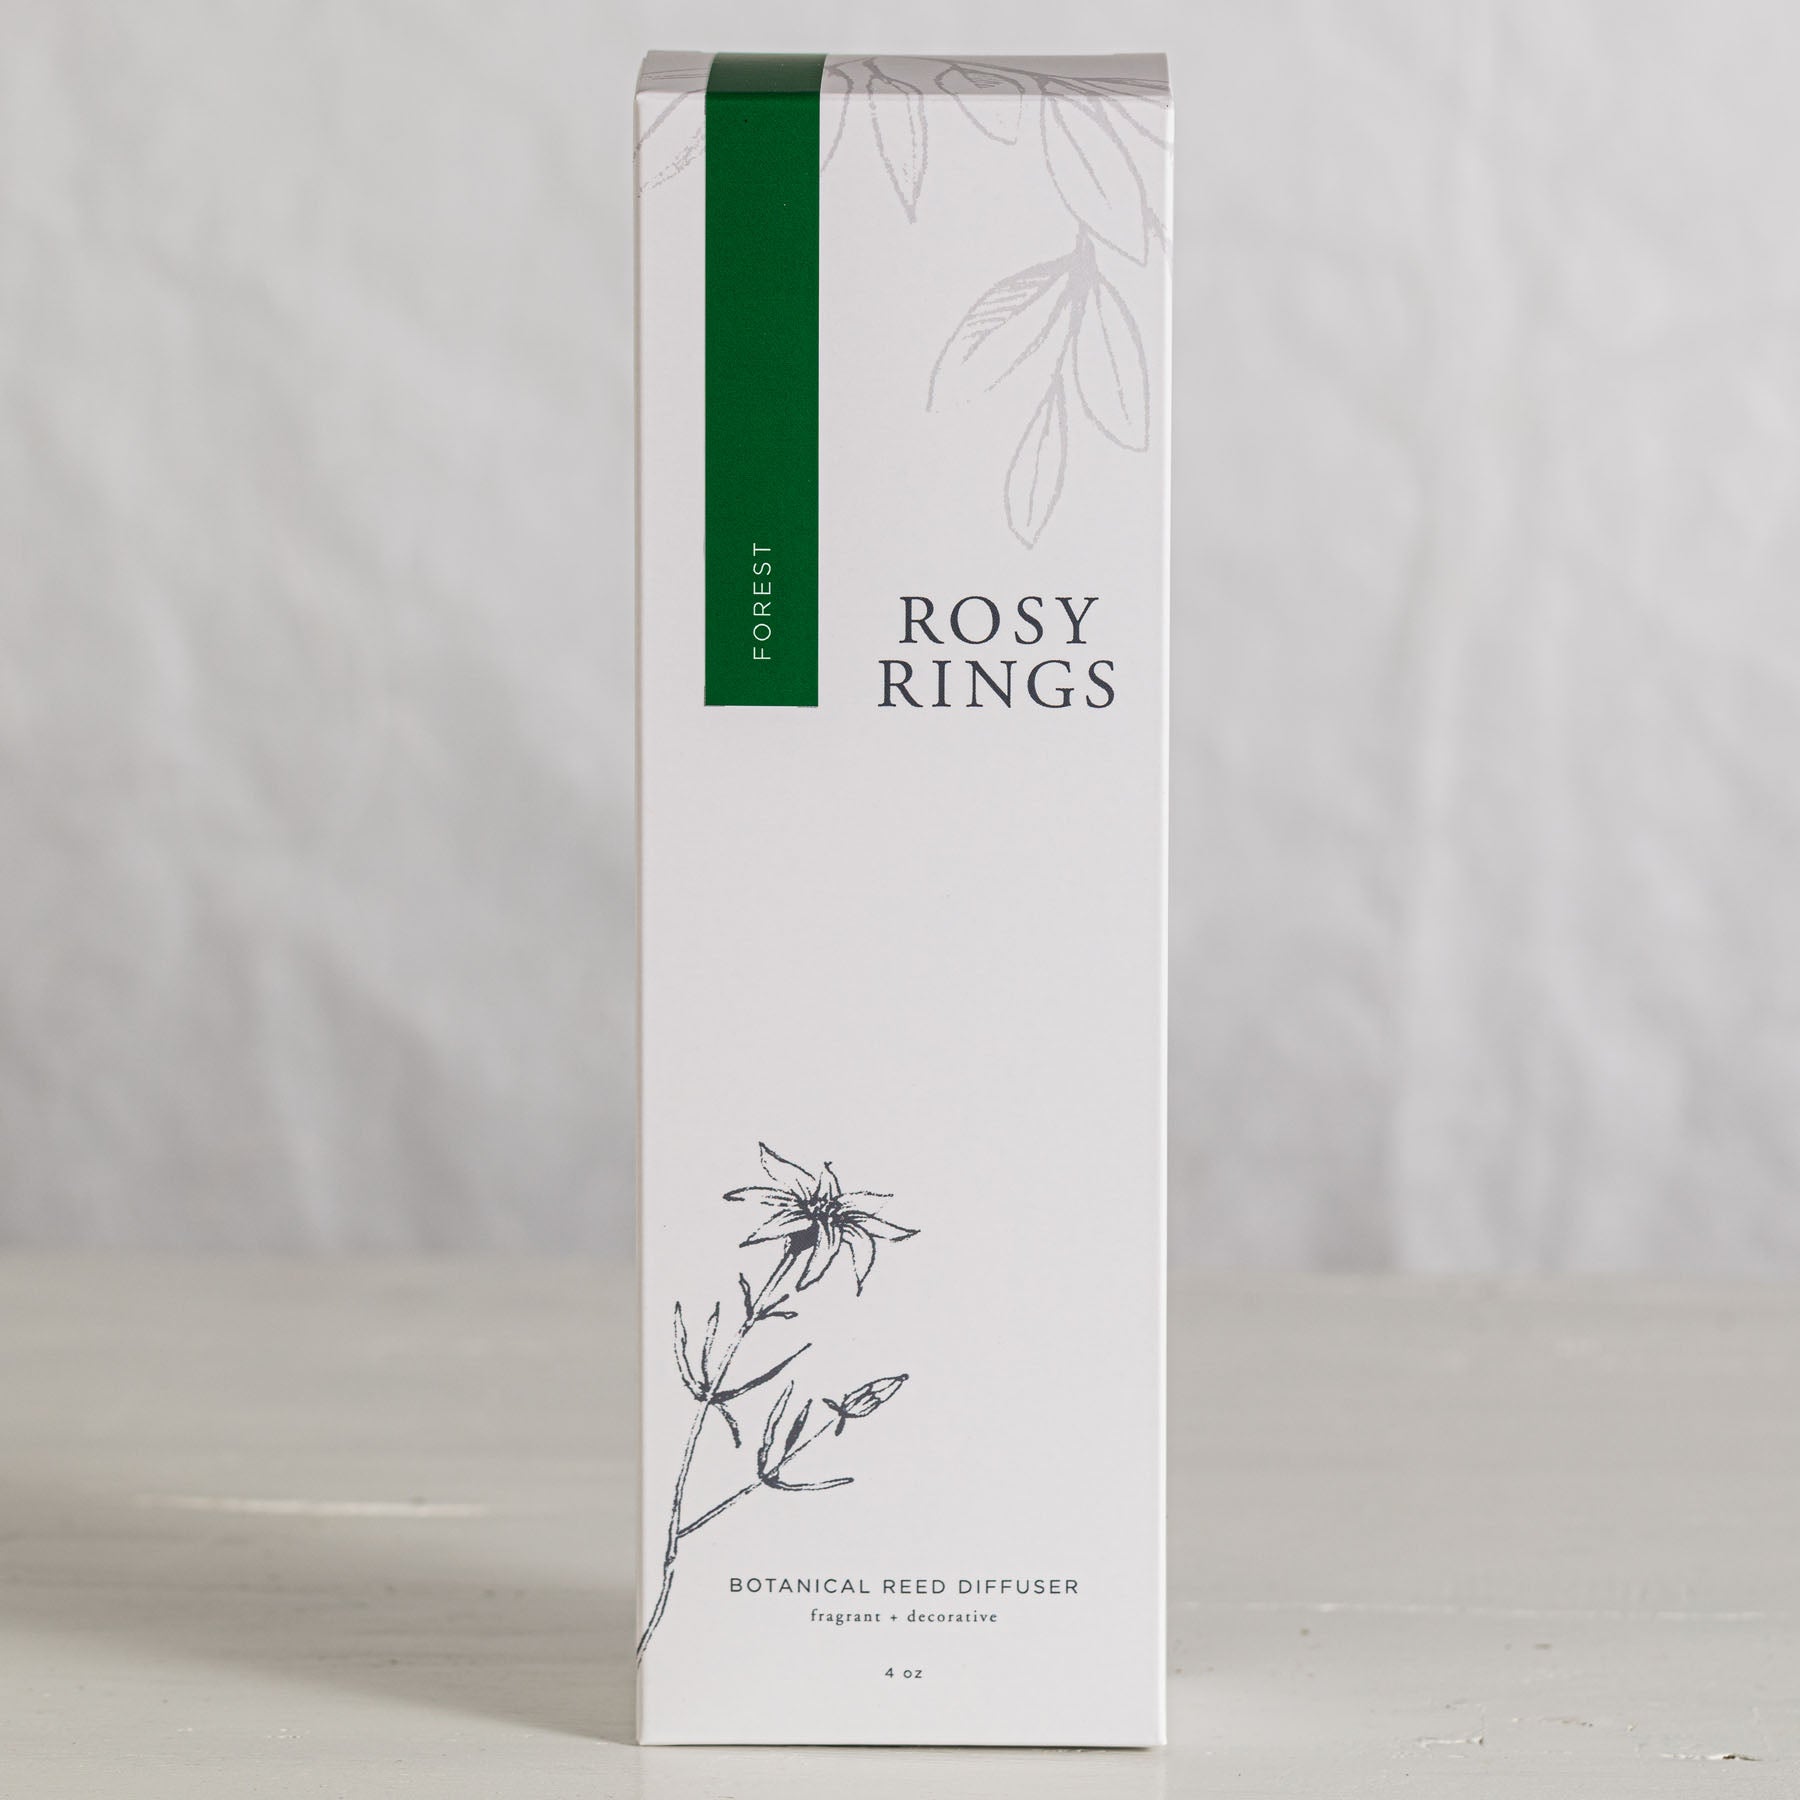 FOREST
ROSY
RINGS
BOTANICAL REED DIFFUSER
fragrant + decorative
4 oz